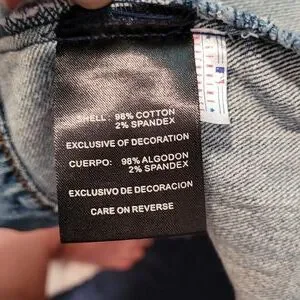 SHELL: 98% COTTON
2% SPANDEX
EXCLUSIVE OF DECORATION
CUERPO: 98% ALGODON
2% SPANDEX
EXCLUSIVO DE DECORACION
CARE ON REVERSE